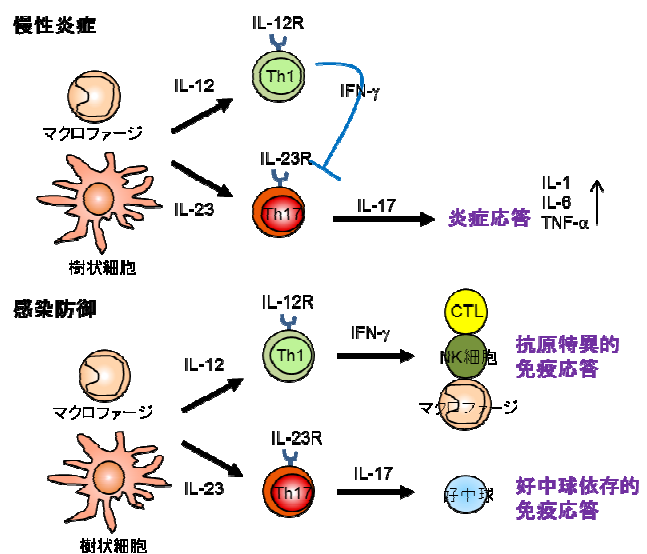 慢性炎症
IL-12R
Th1
IL-12
IFN-γ
マクロファージ
IL-23R
Th17
IL-23
IL-17
炎症応答
IL-1
IL-6
TNF-α
樹状細胞
感染防御
IL-12R
Th1
IL-12
IFN-γ
CTL
NK細胞
マクロファージ
抗原特異的
免疫応答
マクロファージ
IL-23R
Th17
IL-23
IL-17
好中球
好中球依存的
免疫応答
樹状細胞